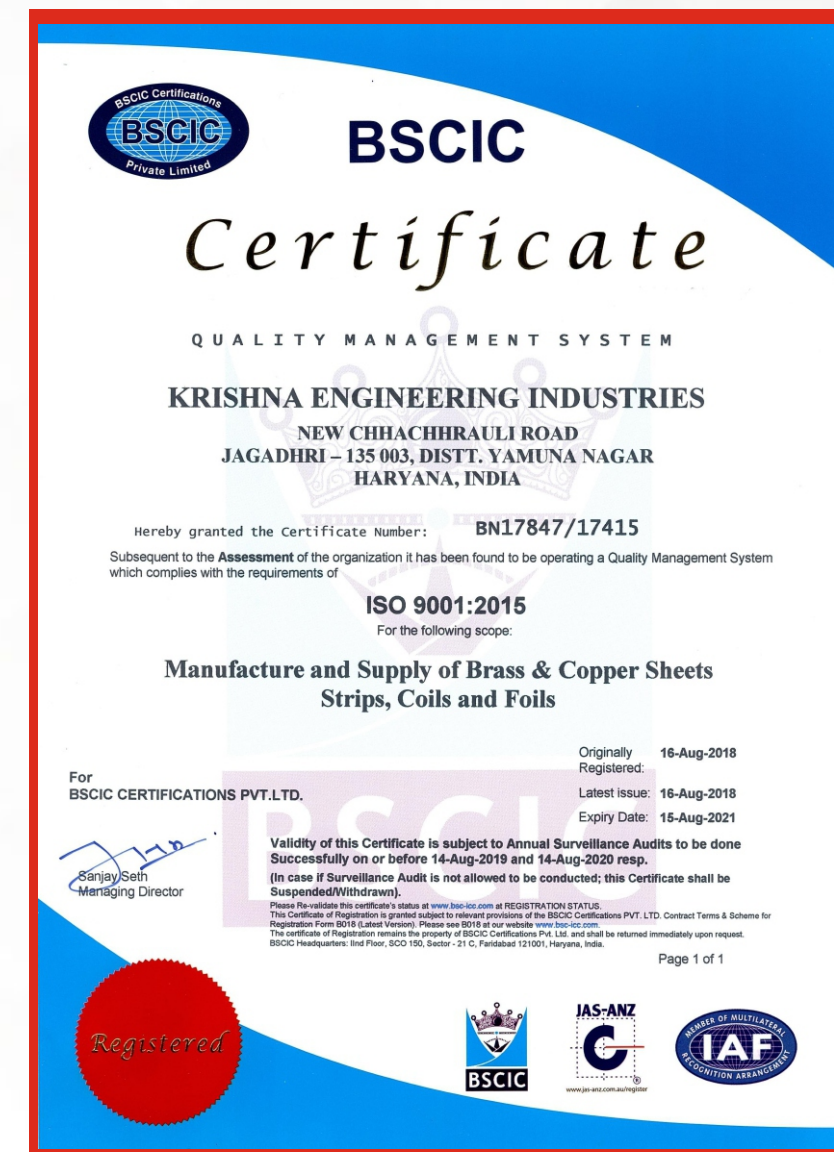 BSCIC Certifications
BSCIC
Private Limited
BSCIC
Certificate
QUALITY MANAGEMENT SYSTEM
KRISHNA ENGINEERING INDUSTRIES
NEW CHHACHHRAULI ROAD
JAGADHRI – 135 003, DISTT. YAMUNA NAGAR
HARYANA, INDIA
Hereby granted the Certificate Number: BN17847/17415
Subsequent to the Assessment of the organization it has been found to be operating a Quality Management System
which complies with the requirements of
ISO 9001:2015
For the following scope:
Manufacture and Supply of Brass & Copper Sheets
Strips, Coils and Foils
Originally Registered: 16-Aug-2018
Latest issue: 16-Aug-2018
Expiry Date: 15-Aug-2021
For
BSCIC CERTIFICATIONS PVT.LTD.
BSCIC
Sanjay Seth
Managing Director
Validity of this Certificate is subject to Annual Surveillance Audits to be done
Successfully on or before 14-Aug-2019 and 14-Aug-2020 resp.
(In case if Surveillance Audit is not allowed to be conducted; this Certificate shall be
Suspended/Withdrawn).
Please Re-validate this certificate's status at www.bsc-icc.com at REGISTRATION STATUS.
This Certificate of Registration is granted subject to relevant provisions of the BSCIC Certifications PVT. LTD. Contract Terms & Scheme for
Registration Form B018 (Latest Version). Please see B018 at our website www.bsc-icc.com.
The certificate of Registration remains the property of BSCIC Certifications Pvt. Ltd. and shall be returned immediately upon request.
BSCIC Headquarters: IInd Floor, SCO 150, Sector - 21 C, Faridabad 121001, Haryana, India.
Page 1 of 1
Registered
BSCIC
JAS-ANZ
C
®
www.jas-anz.com.au/register
MEMBER OF MULTILATERAL
IAF
RECOGNITION ARRANGEMENT